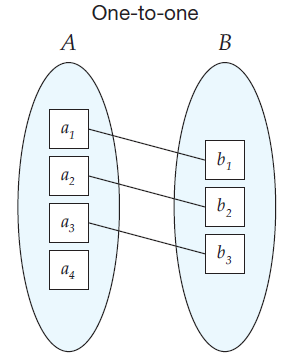 One-to-one
A B
a₁
b₁
a₂
b₂
a₃
b₃
a₄